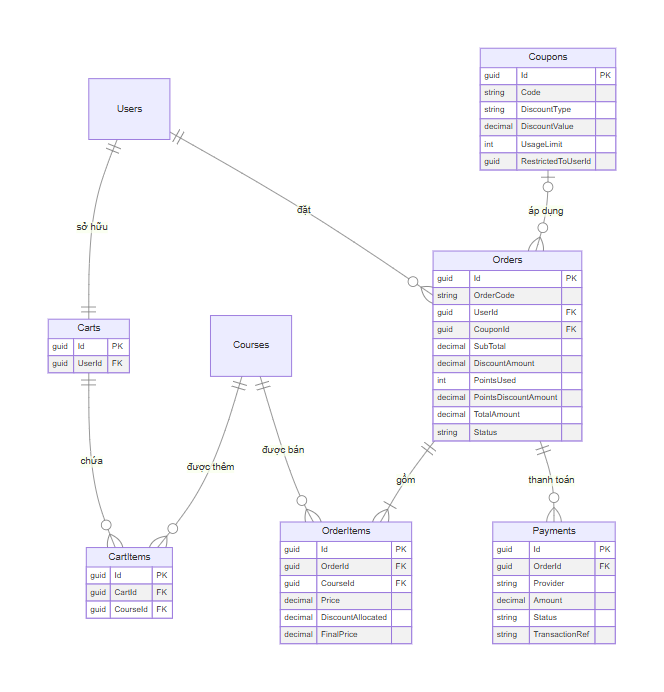 Coupons
guid Id PK
string Code
string DiscountType
decimal DiscountValue
int UsageLimit
guid RestrictedToUserId
Users
áp dụng
đặt
sở hữu
Orders
guid Id PK
string OrderCode
guid UserId FK
guid CouponId FK
decimal SubTotal
decimal DiscountAmount
int PointsUsed
decimal PointsDiscountAmount
decimal TotalAmount
string Status
Carts
guid Id PK
guid UserId FK
Courses
chứa
được thêm
được bán
gồm
thanh toán
CartItems
guid Id PK
guid CartId FK
guid CourseId FK
OrderItems
guid Id PK
guid OrderId FK
guid CourseId FK
decimal Price
decimal DiscountAllocated
decimal FinalPrice
Payments
guid Id PK
guid OrderId FK
string Provider
decimal Amount
string Status
string TransactionRef